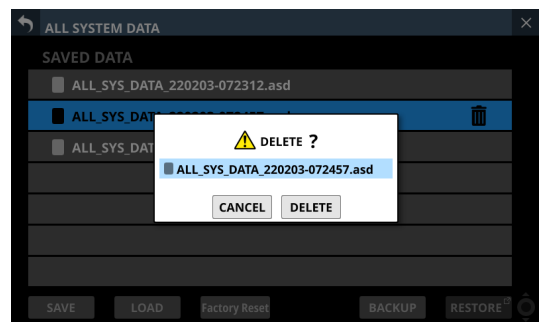 ALL SYSTEM DATA
SAVED DATA
ALL_SYS_DATA_220203-072312.asd
ALL_SYS_DAT
ALL_SYS_DAT
DELETE ?
ALL_SYS_DATA_220203-072457.asd
CANCEL DELETE
SAVE LOAD Factory Reset BACKUP RESTORE